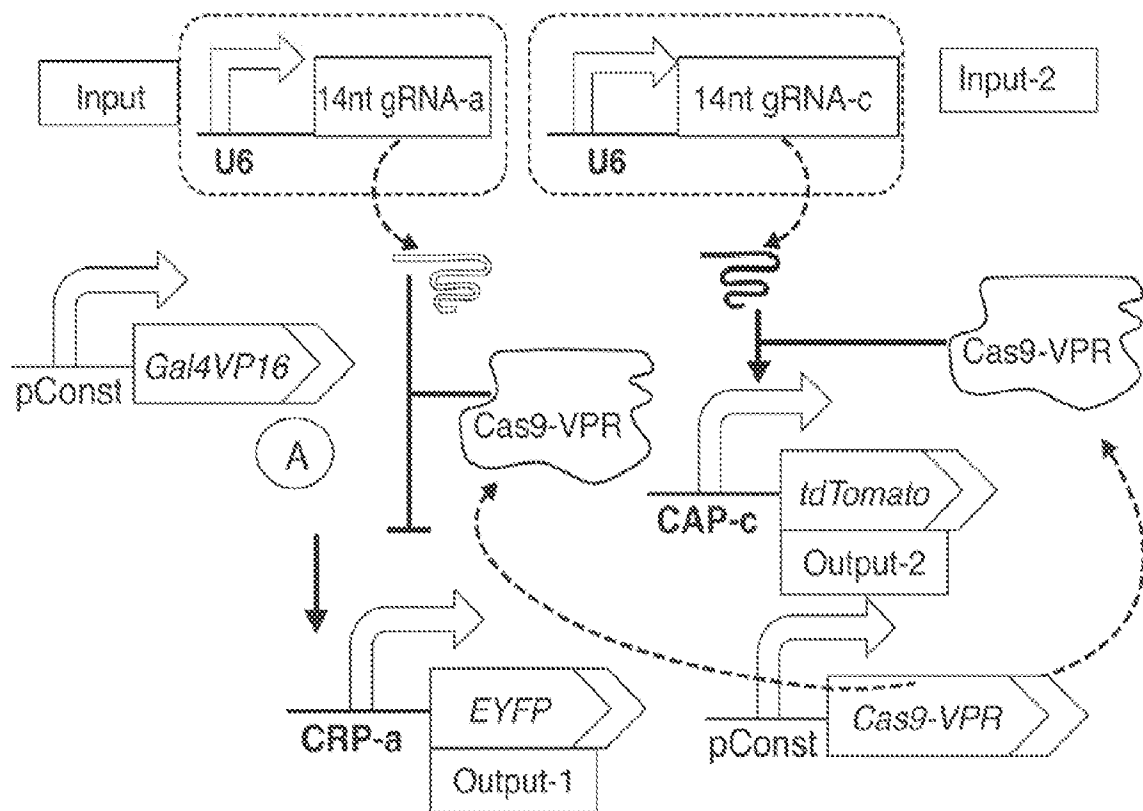 Input
14nt gRNA-a
U6
14nt gRNA-c
U6
Input-2
Gal4VP16
pConst
A
Cas9-VPR
Cas9-VPR
tdTomato
CAP-c
Output-2
EYFP
CRP-a
Output-1
Cas9-VPR
pConst